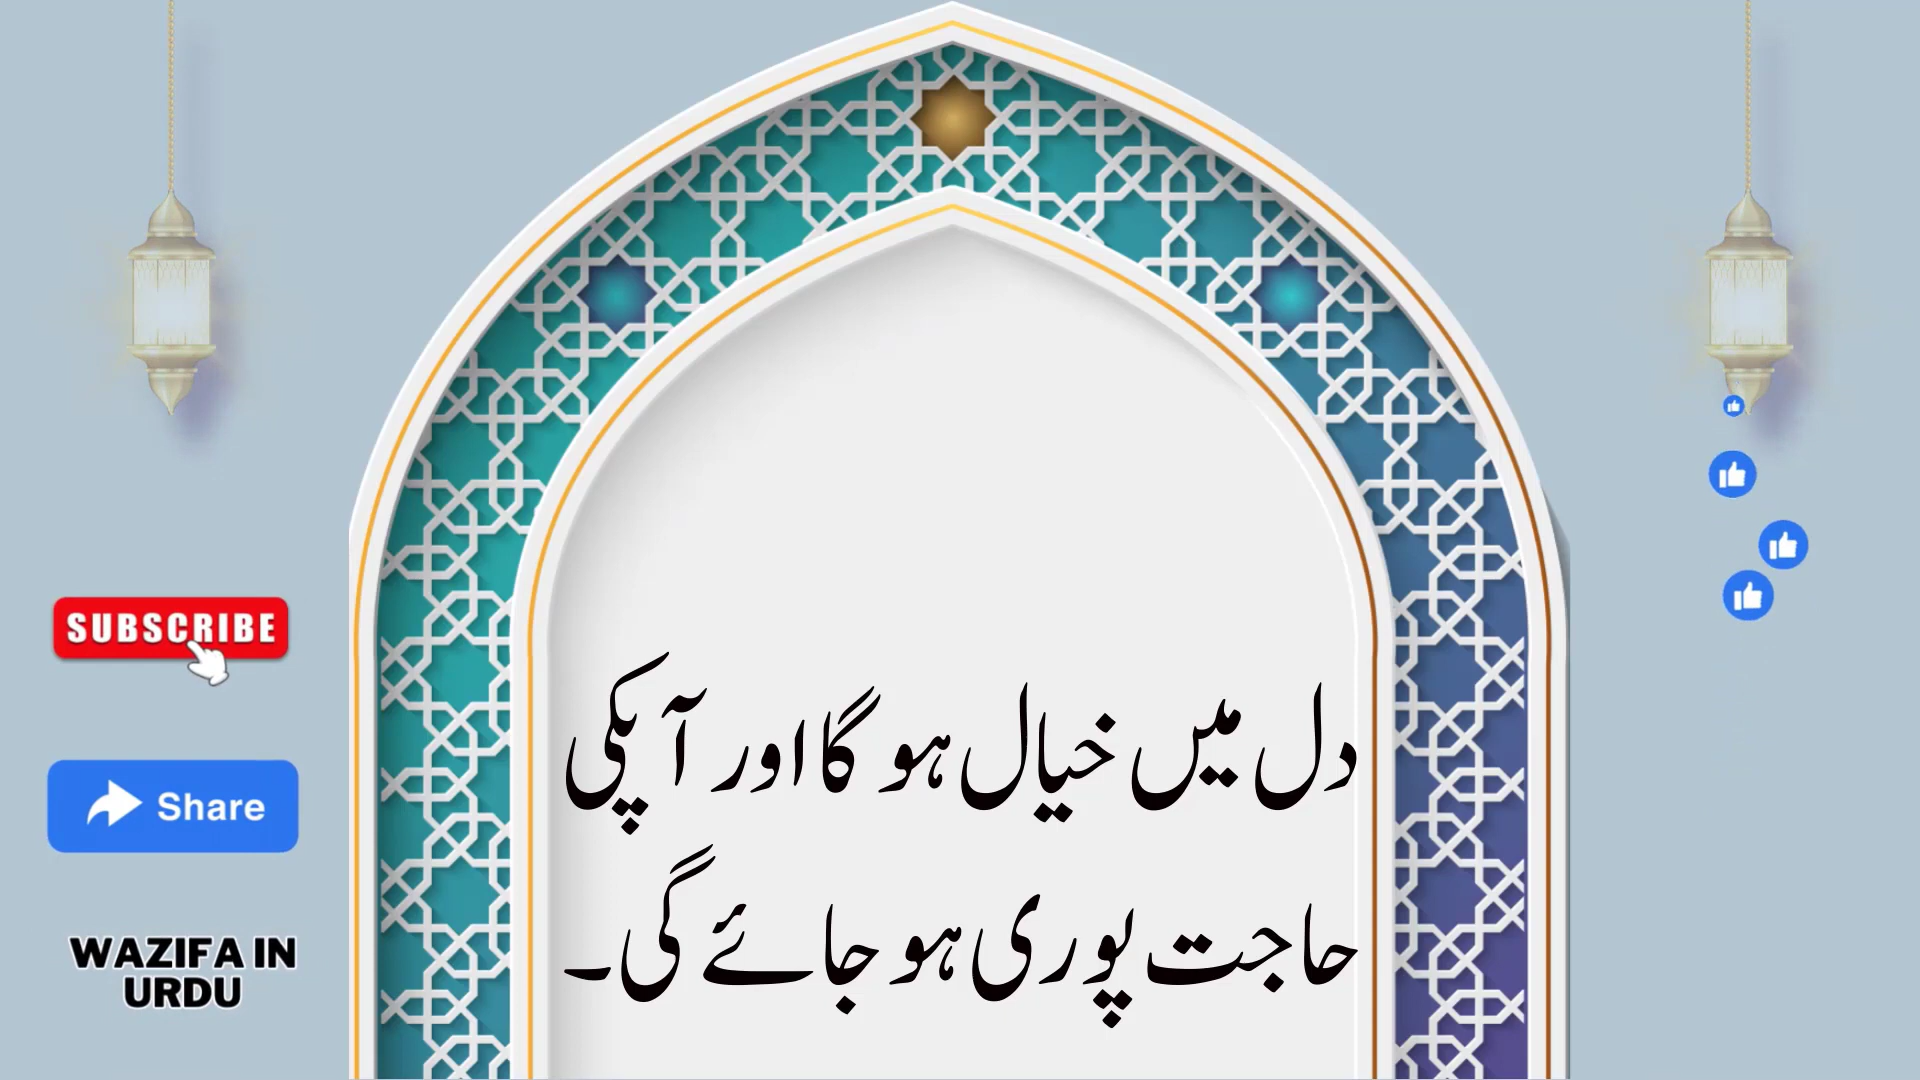 دل میں خیال ہو گا اور آپکی
حاجت پوری ہو جائے گی۔
SUBSCRIBE
Share
WAZIFA IN
URDU